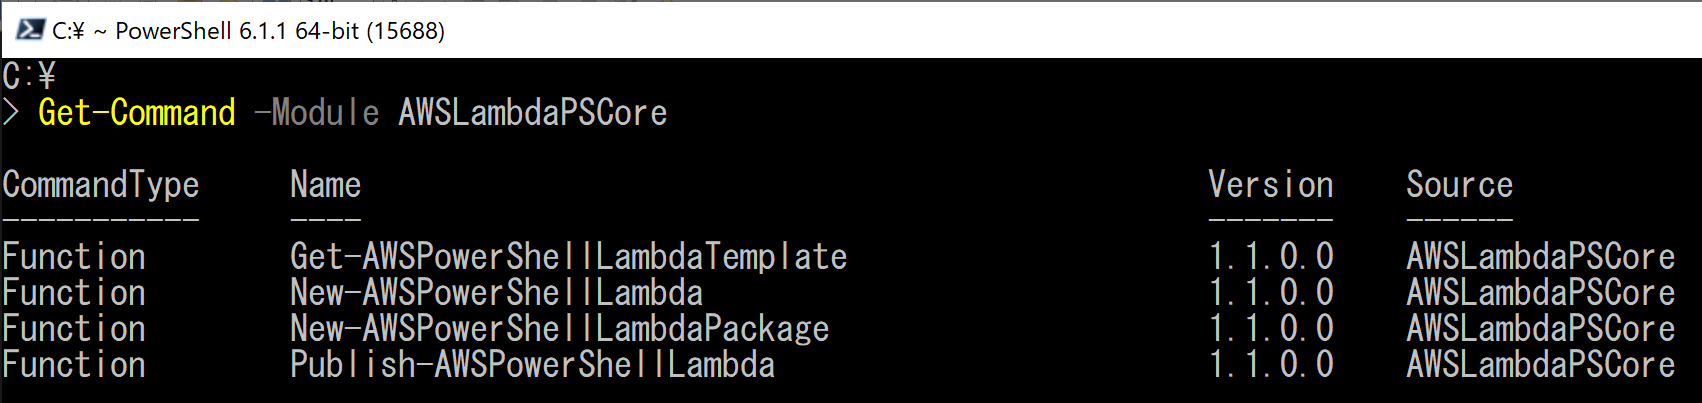 C:¥ ~ PowerShell 6.1.1 64-bit (15688)
C:¥
> Get-Command -Module AWSLambdaPSCore
CommandType Name Version Source
----------- ---- ------- ------
Function Get-AWSPowerShellLambdaTemplate 1.1.0.0 AWSLambdaPSCore
Function New-AWSPowerShellLambda 1.1.0.0 AWSLambdaPSCore
Function New-AWSPowerShellLambdaPackage 1.1.0.0 AWSLambdaPSCore
Function Publish-AWSPowerShellLambda 1.1.0.0 AWSLambdaPSCore